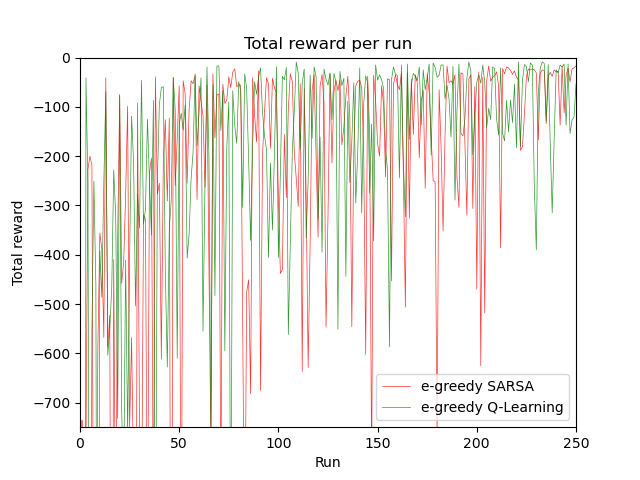 Total reward per run
Total reward
0
−100
−200
−300
−400
−500
−600
−700
0 50 100 150 200 250
Run
e-greedy SARSA
e-greedy Q-Learning